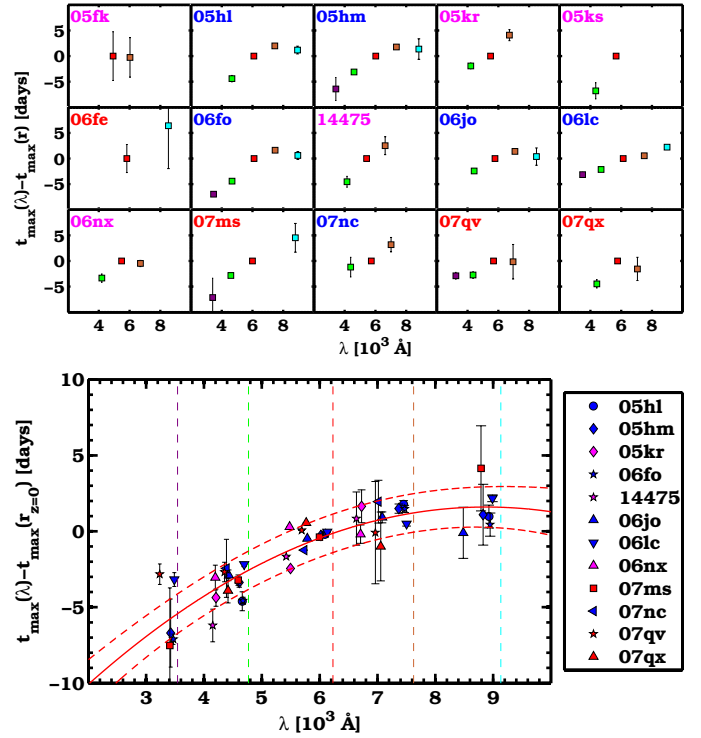 05fk 05hl 05hm 05kr 05ks
5
0
−5
06fe 06fo 14475 06jo 06lc
5
0
−5
06nx 07ms 07nc 07qv 07qx
5
0
−5
t_max(λ)−t_max(r) [days]
4 6 8 4 6 8 4 6 8 4 6 8 4 6 8
λ [10³ Å]
10
5
0
−5
−10
t_max(λ)−t_max(r_z=0) [days]
3 4 5 6 7 8 9
λ [10³ Å]
05hl
05hm
05kr
06fo
14475
06jo
06lc
06nx
07ms
07nc
07qv
07qx